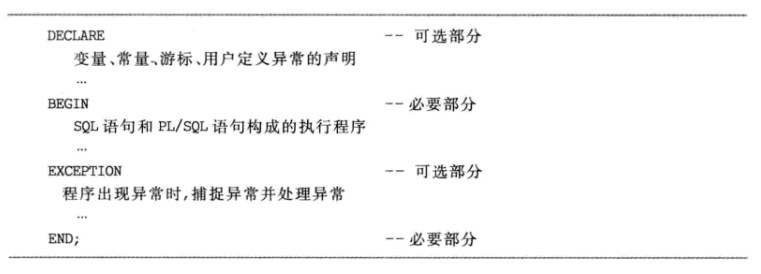 DECLARE -- 可选部分
变量、常量、游标、用户定义异常的声明
…
BEGIN -- 必要部分
SQL 语句和 PL/SQL 语句构成的执行程序
…
EXCEPTION -- 可选部分
程序出现异常时,捕捉异常并处理异常
…
END; -- 必要部分